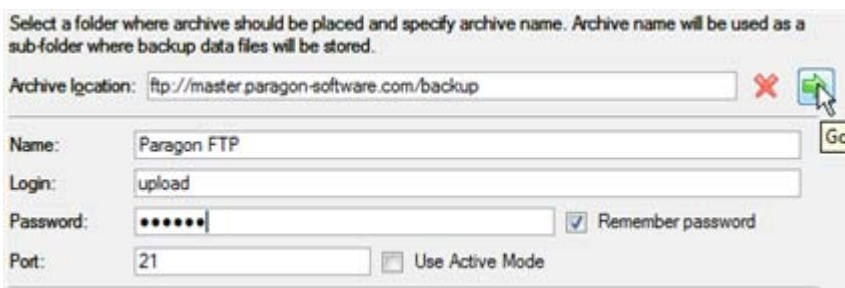 Select a folder where archive should be placed and specify archive name. Archive name will be used as a
sub-folder where backup data files will be stored.
Archive location: ftp://master.paragon-software.com/backup
Go
Name: Paragon FTP
Login: upload
Password: •••••• Remember password
Port: 21 Use Active Mode